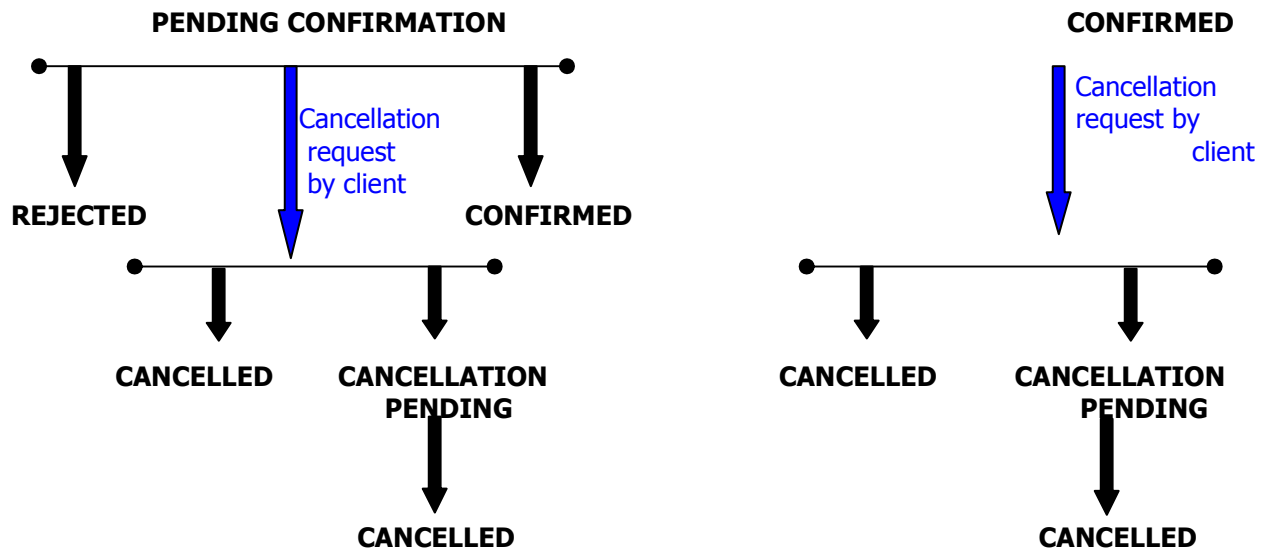 PENDING CONFIRMATION
Cancellation
request
by client
REJECTED
CONFIRMED
CANCELLED
CANCELLATION
PENDING
CANCELLED
CONFIRMED
Cancellation
request by
client
CANCELLED
CANCELLATION
PENDING
CANCELLED